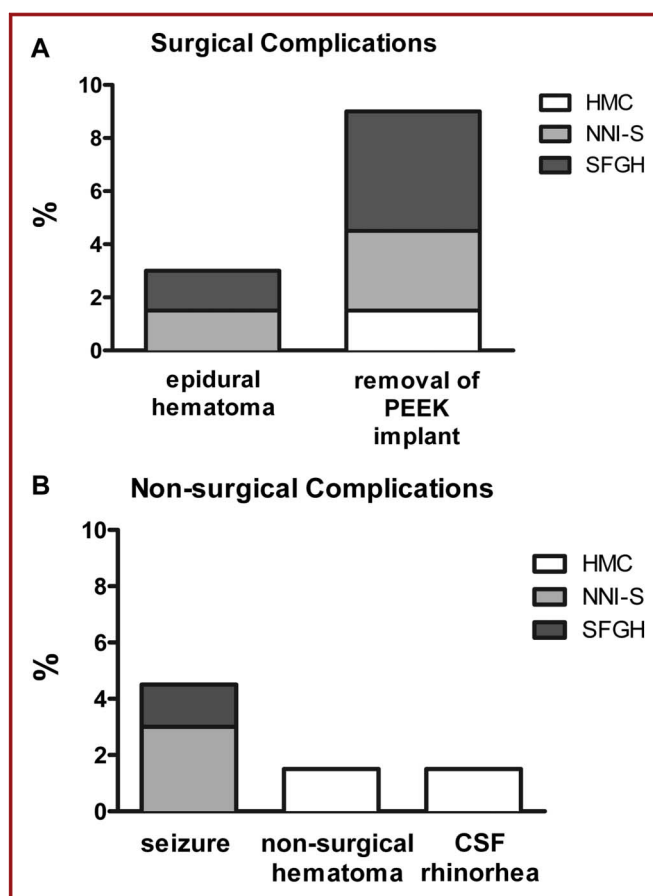 A
Surgical Complications
10
8
6
4
2
0
%
HMC
NNI-S
SFGH
epidural
hematoma
removal of
PEEK
implant
B
Non-surgical Complications
10
8
6
4
2
0
%
HMC
NNI-S
SFGH
seizure
non-surgical
hematoma
CSF
rhinorhea